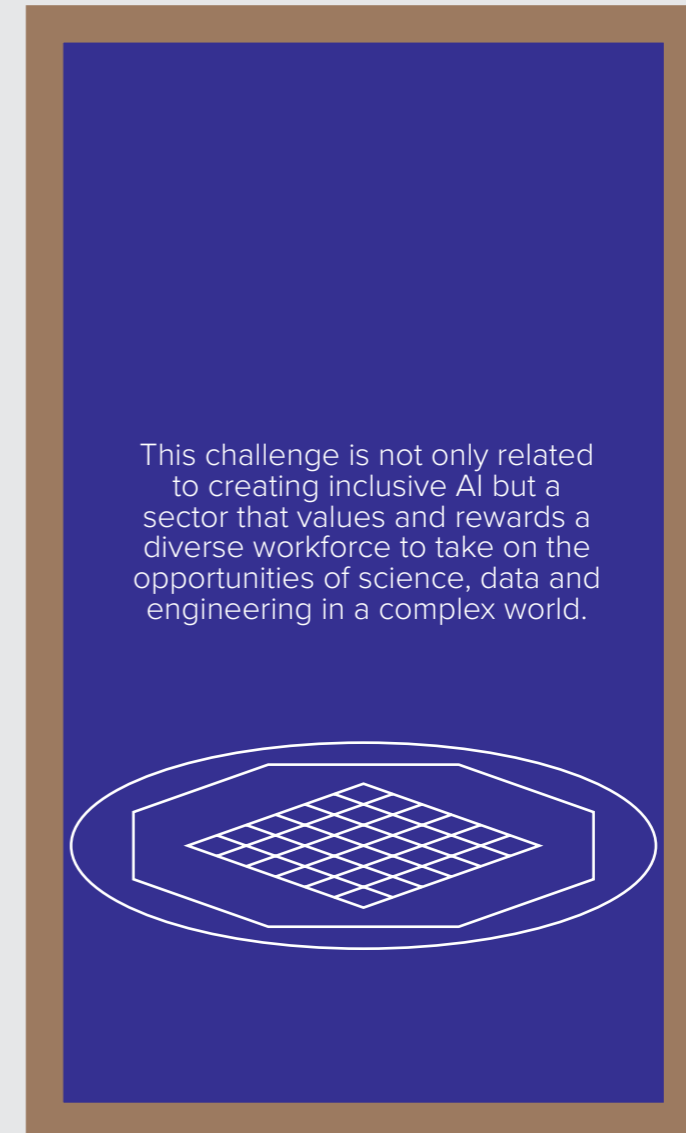 This challenge is not only related
to creating inclusive AI but a
sector that values and rewards a
diverse workforce to take on the
opportunities of science, data and
engineering in a complex world.